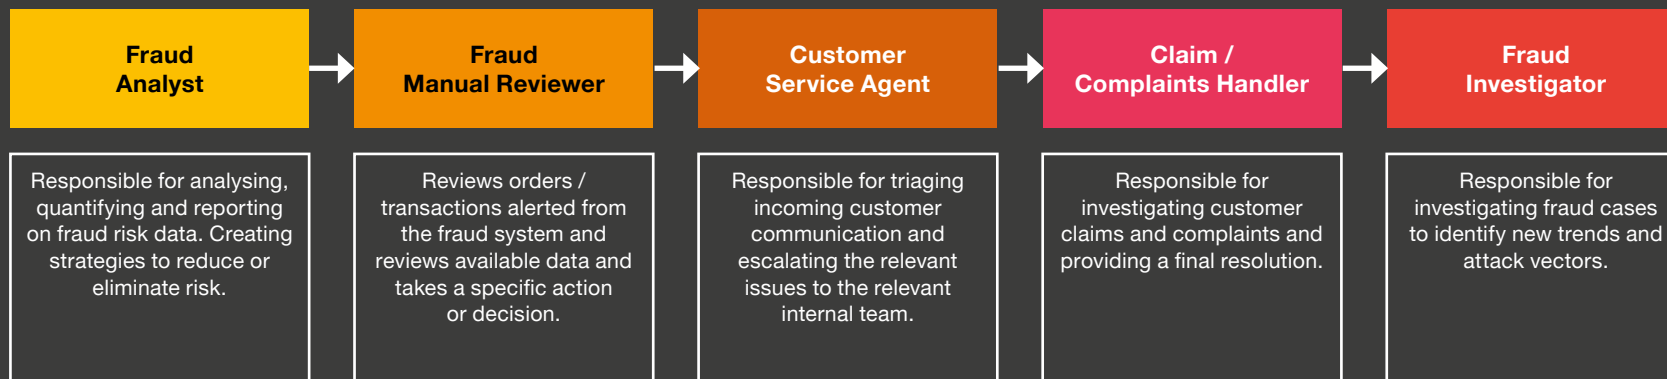 Fraud
Analyst
Fraud
Manual Reviewer
Customer
Service Agent
Claim /
Complaints Handler
Fraud
Investigator
Responsible for analysing,
quantifying and reporting
on fraud risk data. Creating
strategies to reduce or
eliminate risk.
Reviews orders /
transactions alerted from
the fraud system and
reviews available data and
takes a specific action
or decision.
Responsible for triaging
incoming customer
communication and
escalating the relevant
issues to the relevant
internal team.
Responsible for
investigating customer
claims and complaints and
providing a final resolution.
Responsible for
investigating fraud cases
to identify new trends and
attack vectors.